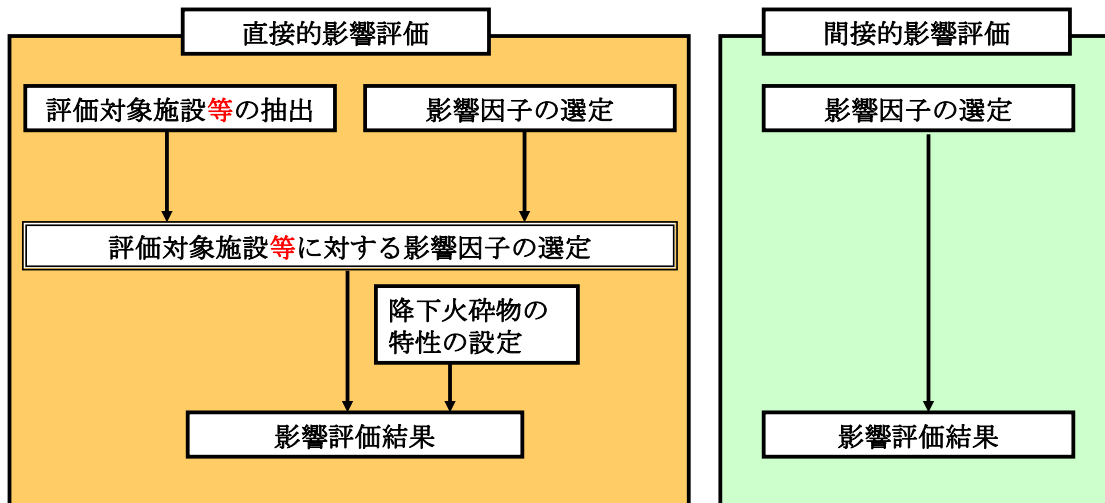 直接的影響評価
評価対象施設等の抽出
影響因子の選定
評価対象施設等に対する影響因子の選定
降下火砕物の
特性の設定
影響評価結果
間接的影響評価
影響因子の選定
影響評価結果